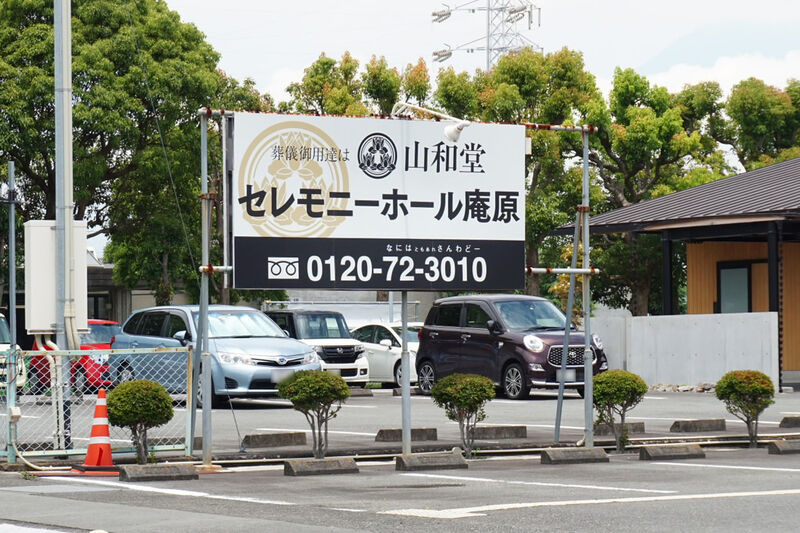 葬儀御用達は 山和堂
セレモニーホール庵原
なにはともあれさんわどー
0120-72-3010